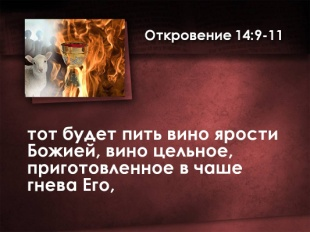 Откровение 14:9-11
тот будет пить вино ярости
Божией, вино цельное,
приготовленное в чаше
гнева Его,